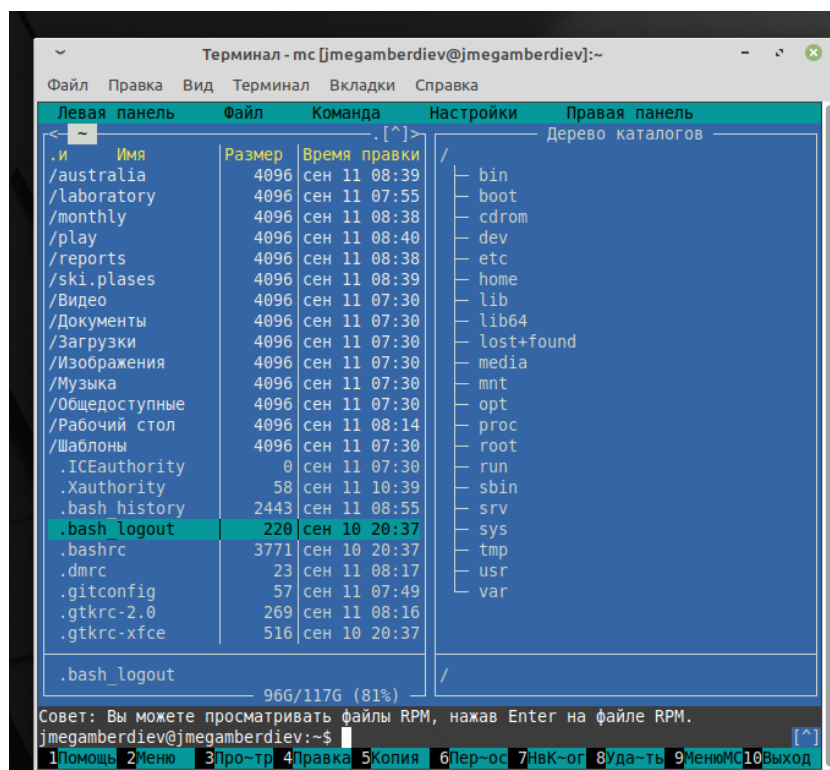 Терминал - mc [jmegamberdiev@jmegamberdiev]:~
Файл Правка Вид Терминал Вкладки Справка
Левая панель Файл Команда Настройки Правая панель
<─ ~ ─.[^]> Дерево каталогов
.и Имя Размер Время правки /
/australia 4096 сен 11 08:39 bin
/laboratory 4096 сен 11 07:55 boot
/monthly 4096 сен 11 08:38 cdrom
/play 4096 сен 11 08:40 dev
/reports 4096 сен 11 08:38 etc
/ski.plases 4096 сен 11 08:39 home
/Видео 4096 сен 11 07:30 lib
/Документы 4096 сен 11 07:30 lib64
/Загрузки 4096 сен 11 07:30 lost+found
/Изображения 4096 сен 11 07:30 media
/Музыка 4096 сен 11 07:30 mnt
/Общедоступные 4096 сен 11 07:30 opt
/Рабочий стол 4096 сен 11 08:14 proc
/Шаблоны 4096 сен 11 07:30 root
.ICEauthority 0 сен 11 07:30 run
.Xauthority 58 сен 11 10:39 sbin
.bash_history 2443 сен 11 08:55 srv
.bash_logout 220 сен 10 20:37 sys
.bashrc 3771 сен 10 20:37 tmp
.dmrc 23 сен 11 08:17 usr
.gitconfig 57 сен 11 07:49 var
.gtkrc-2.0 269 сен 11 08:16
.gtkrc-xfce 516 сен 10 20:37
.bash_logout /
96G/117G (81%)
Совет: Вы можете просматривать файлы RPM, нажав Enter на файле RPM.
jmegamberdiev@jmegamberdiev:~$ [^]
1Помощь 2Меню 3Про~тр 4Правка 5Копия 6Пер~ос 7НвК~ог 8Уда~ть 9МенюМС 10Выход